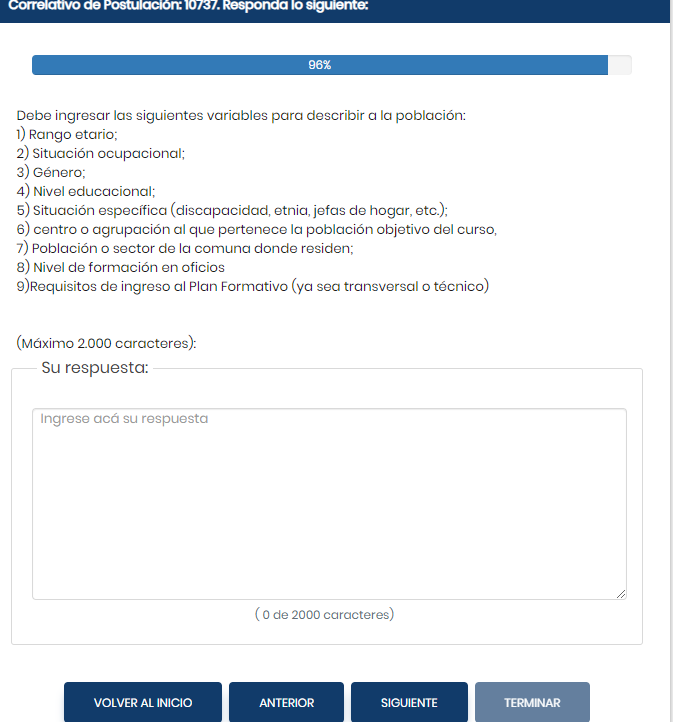 Correlativo de Postulación: 10737. Responda lo siguiente:
96%
Debe ingresar las siguientes variables para describir a la población:
1) Rango etario;
2) Situación ocupacional;
3) Género;
4) Nivel educacional;
5) Situación específica (discapacidad, etnia, jefas de hogar, etc.);
6) centro o agrupación al que pertenece la población objetivo del curso,
7) Población o sector de la comuna donde residen;
8) Nivel de formación en oficios
9)Requisitos de ingreso al Plan Formativo (ya sea transversal o técnico)
(Máximo 2.000 caracteres):
Su respuesta:
Ingrese acá su respuesta
( 0 de 2000 caracteres)
VOLVER AL INICIO ANTERIOR SIGUIENTE TERMINAR